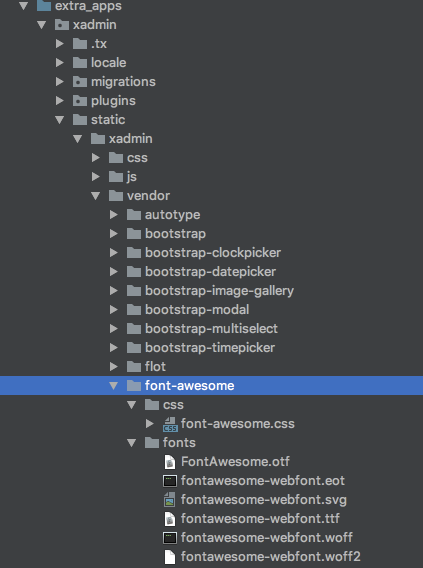 extra_apps
xadmin
.tx
locale
migrations
plugins
static
xadmin
css
js
vendor
autotype
bootstrap
bootstrap-clockpicker
bootstrap-datepicker
bootstrap-image-gallery
bootstrap-modal
bootstrap-multiselect
bootstrap-timepicker
flot
font-awesome
css
font-awesome.css
fonts
FontAwesome.otf
fontawesome-webfont.eot
fontawesome-webfont.svg
fontawesome-webfont.ttf
fontawesome-webfont.woff
fontawesome-webfont.woff2